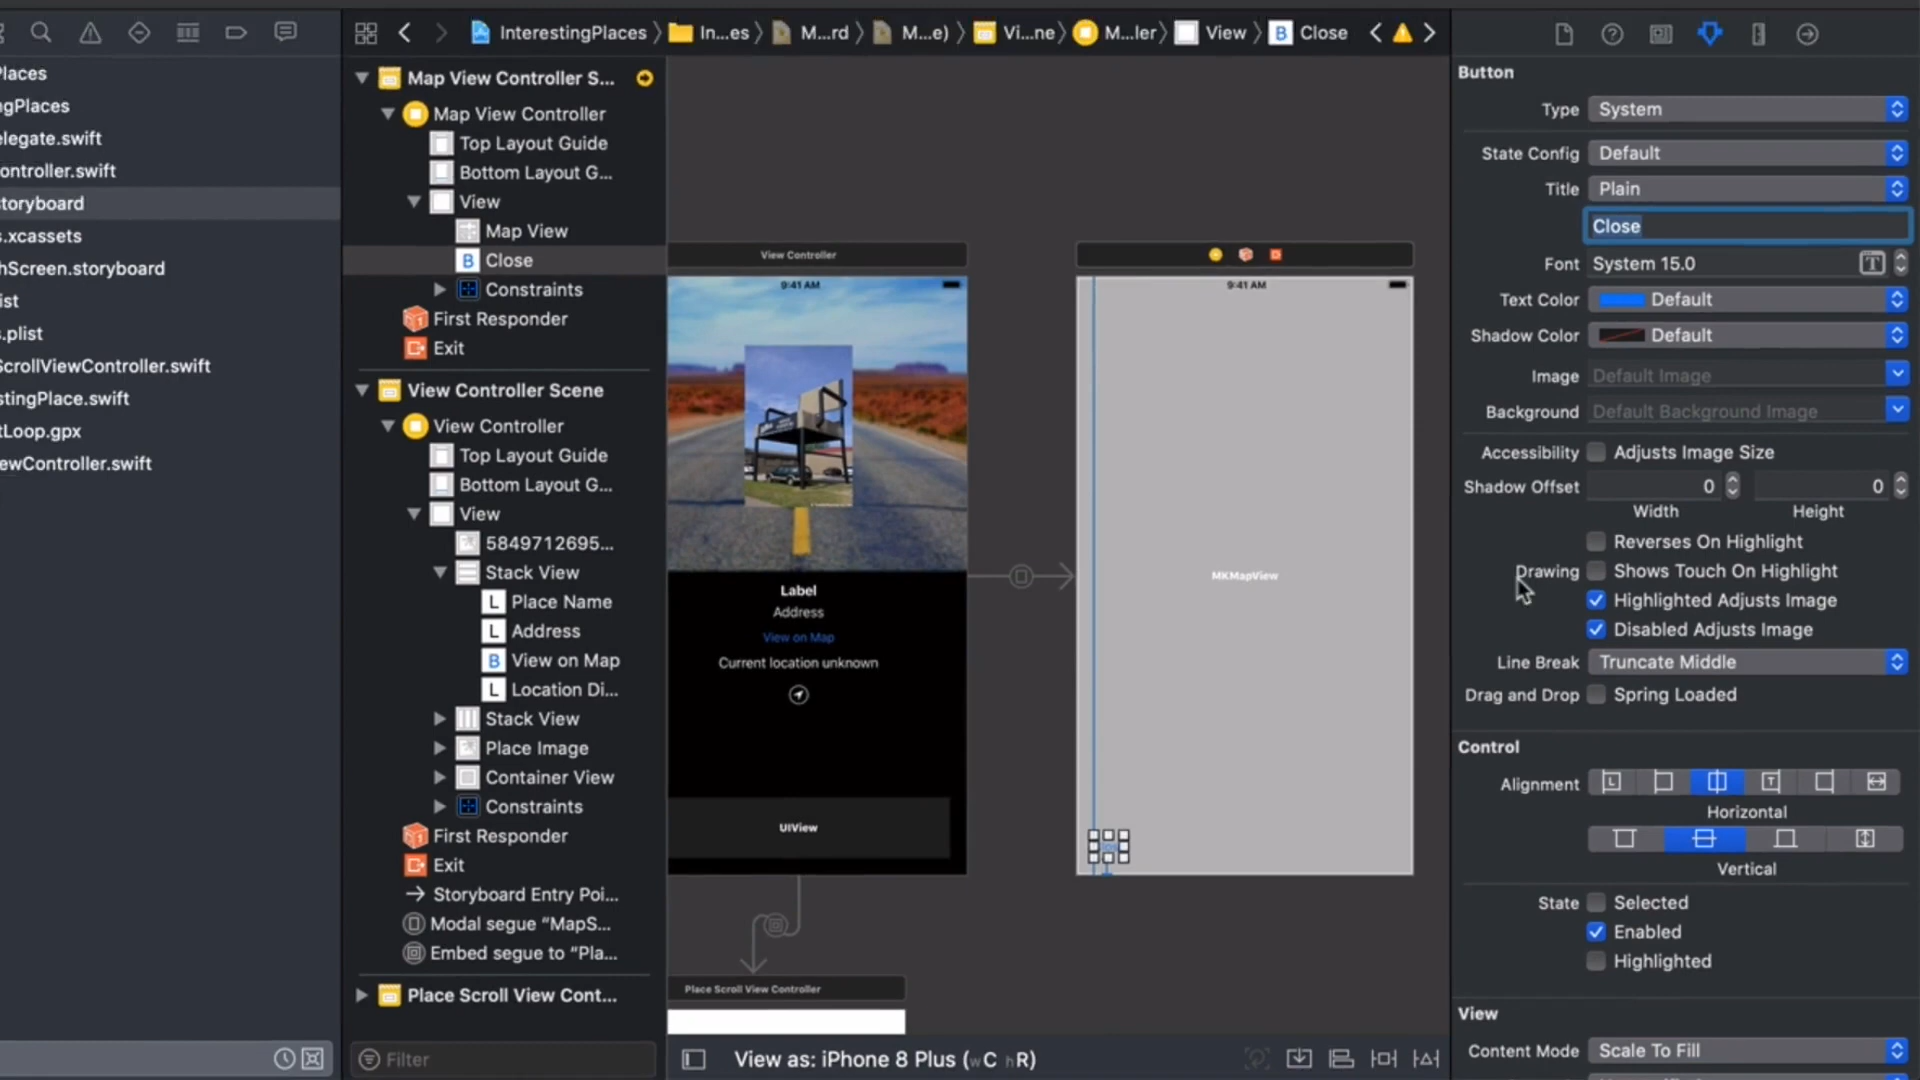 InterestingPlaces
In...es
M...rd
M...e)
Vi...ne
M...ler
View
B Close
laces
ngPlaces
elegate.swift
ontroller.swift
toryboard
s.xcassets
hScreen.storyboard
ist
s.plist
ScrollViewController.swift
stingPlace.swift
tLoop.gpx
ewController.swift
Map View Controller S...
Map View Controller
Top Layout Guide
Bottom Layout G...
View
Map View
B Close
Constraints
First Responder
Exit
View Controller Scene
View Controller
Top Layout Guide
Bottom Layout G...
View
5849712695...
Stack View
L Place Name
L Address
B View on Map
L Location Di...
Stack View
Place Image
Container View
Constraints
First Responder
Exit
Storyboard Entry Poi...
Modal segue “MapS...
Embed segue to “Pla...
Place Scroll View Cont...
Filter
View Controller
9:41 AM
Label
Address
View on Map
Current location unknown
UIView
Place Scroll View Controller
9:41 AM
MKMapView
View as: iPhone 8 Plus (wC hR)
Button
Type System
State Config Default
Title Plain
Close
Font System 15.0
Text Color Default
Shadow Color Default
Image Default Image
Background Default Background Image
Accessibility Adjusts Image Size
Shadow Offset 0 0
Width Height
Reverses On Highlight
Drawing Shows Touch On Highlight
Highlighted Adjusts Image
Disabled Adjusts Image
Line Break Truncate Middle
Drag and Drop Spring Loaded
Control
Alignment
Horizontal
Vertical
State Selected
Enabled
Highlighted
View
Content Mode Scale To Fill